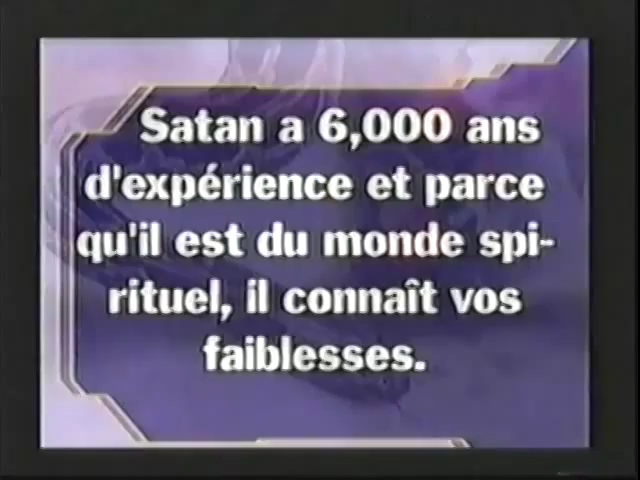 Satan a 6,000 ans
d'expérience et parce
qu'il est du monde spi-
rituel, il connaît vos
faiblesses.